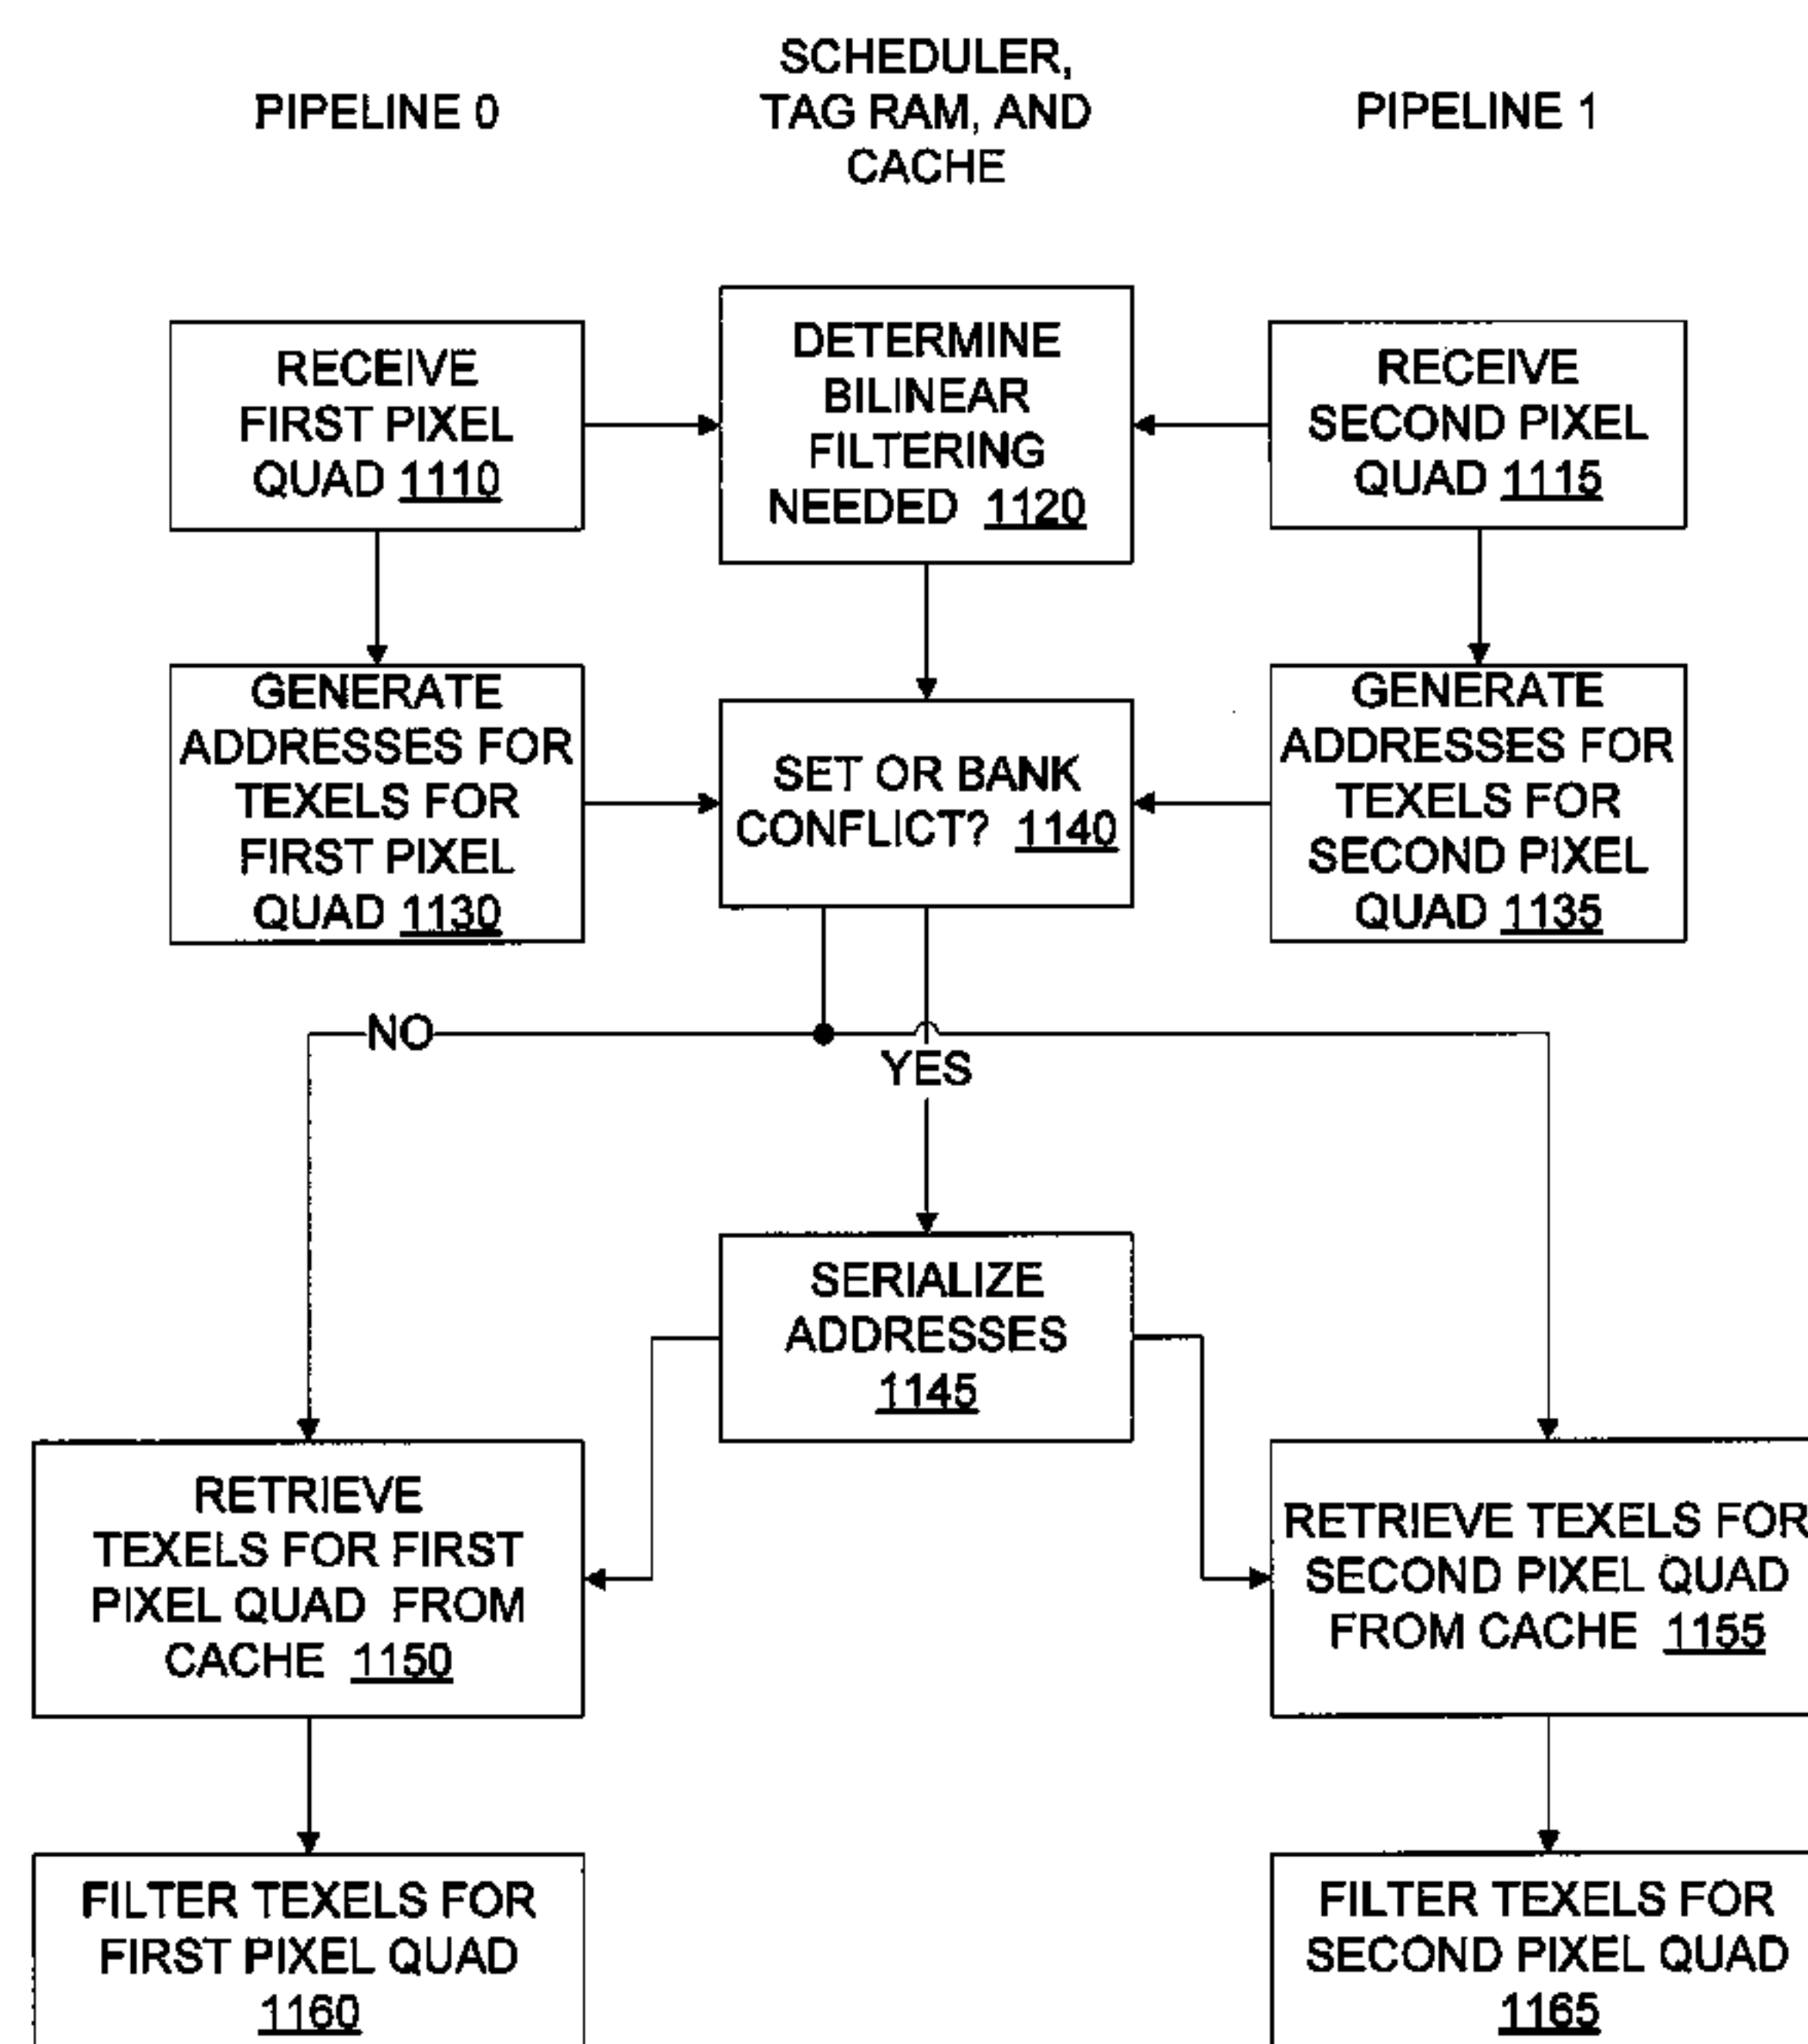 PIPELINE 0
SCHEDULER,
TAG RAM, AND
CACHE
PIPELINE 1
RECEIVE
FIRST PIXEL
QUAD 1110
DETERMINE
BILINEAR
FILTERING
NEEDED 1120
RECEIVE
SECOND PIXEL
QUAD 1115
GENERATE
ADDRESSES FOR
TEXELS FOR
FIRST PIXEL
QUAD 1130
SET OR BANK
CONFLICT? 1140
GENERATE
ADDRESSES FOR
TEXELS FOR
SECOND PIXEL
QUAD 1135
NO
YES
SERIALIZE
ADDRESSES
1145
RETRIEVE
TEXELS FOR FIRST
PIXEL QUAD FROM
CACHE 1150
RETRIEVE TEXELS FOR
SECOND PIXEL QUAD
FROM CACHE 1155
FILTER TEXELS FOR
FIRST PIXEL QUAD
1160
FILTER TEXELS FOR
SECOND PIXEL QUAD
1165